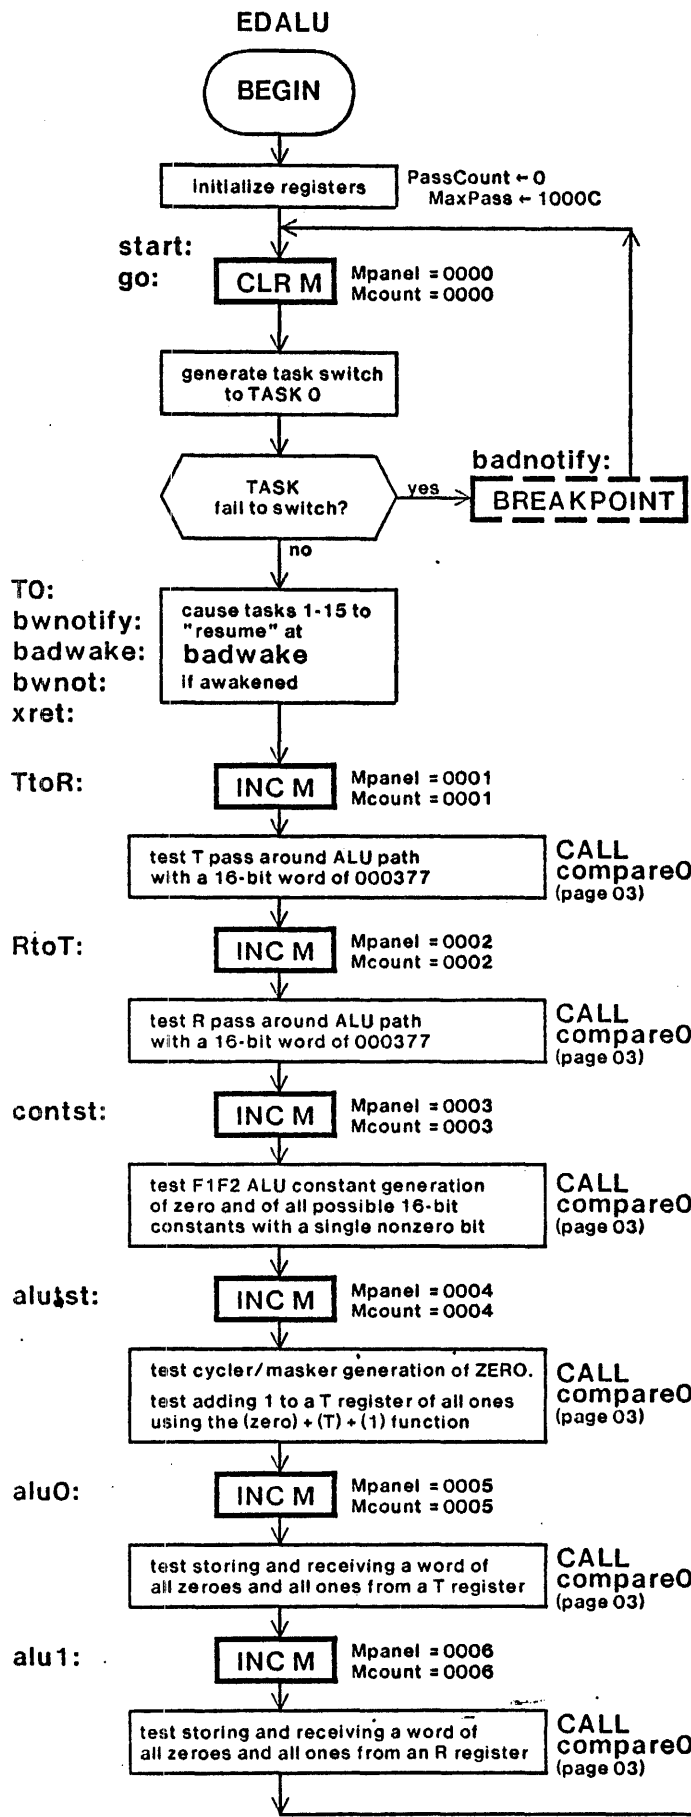 EDALU
BEGIN
initialize registers
PassCount ← 0
MaxPass ← 1000C
start:
go:
CLR M
Mpanel = 0000
Mcount = 0000
generate task switch
to TASK 0
TASK
fail to switch?
yes
badnotify:
BREAKPOINT
no
T0:
bwnotify:
badwake:
bwnot:
xret:
cause tasks 1-15 to
"resume" at
badwake
if awakened
TtoR:
INC M
Mpanel = 0001
Mcount = 0001
test T pass around ALU path
with a 16-bit word of 000377
CALL
compare0
(page 03)
RtoT:
INC M
Mpanel = 0002
Mcount = 0002
test R pass around ALU path
with a 16-bit word of 000377
CALL
compare0
(page 03)
contst:
INC M
Mpanel = 0003
Mcount = 0003
test F1F2 ALU constant generation
of zero and of all possible 16-bit
constants with a single nonzero bit
CALL
compare0
(page 03)
alutst:
INC M
Mpanel = 0004
Mcount = 0004
test cycler/masker generation of ZERO.
test adding 1 to a T register of all ones
using the (zero) + (T) + (1) function
CALL
compare0
(page 03)
alu0:
INC M
Mpanel = 0005
Mcount = 0005
test storing and receiving a word of
all zeroes and all ones from a T register
CALL
compare0
(page 03)
alu1:
INC M
Mpanel = 0006
Mcount = 0006
test storing and receiving a word of
all zeroes and all ones from an R register
CALL
compare0
(page 03)